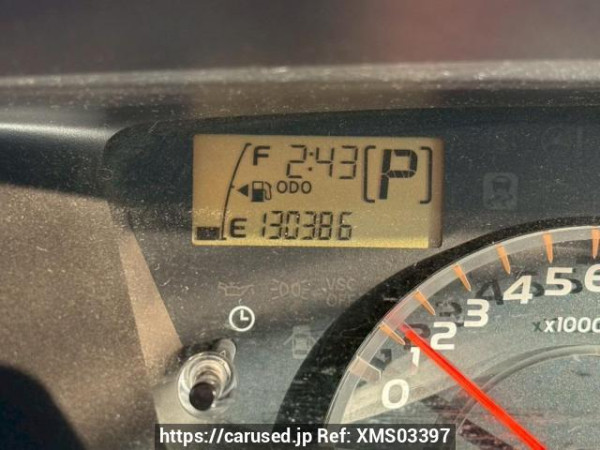 F 2:43 [P]
ODO
E 130386
VSC
OFF
0 1 2 3 4 5 6
x1000
https://carused.jp Ref: XMS03397